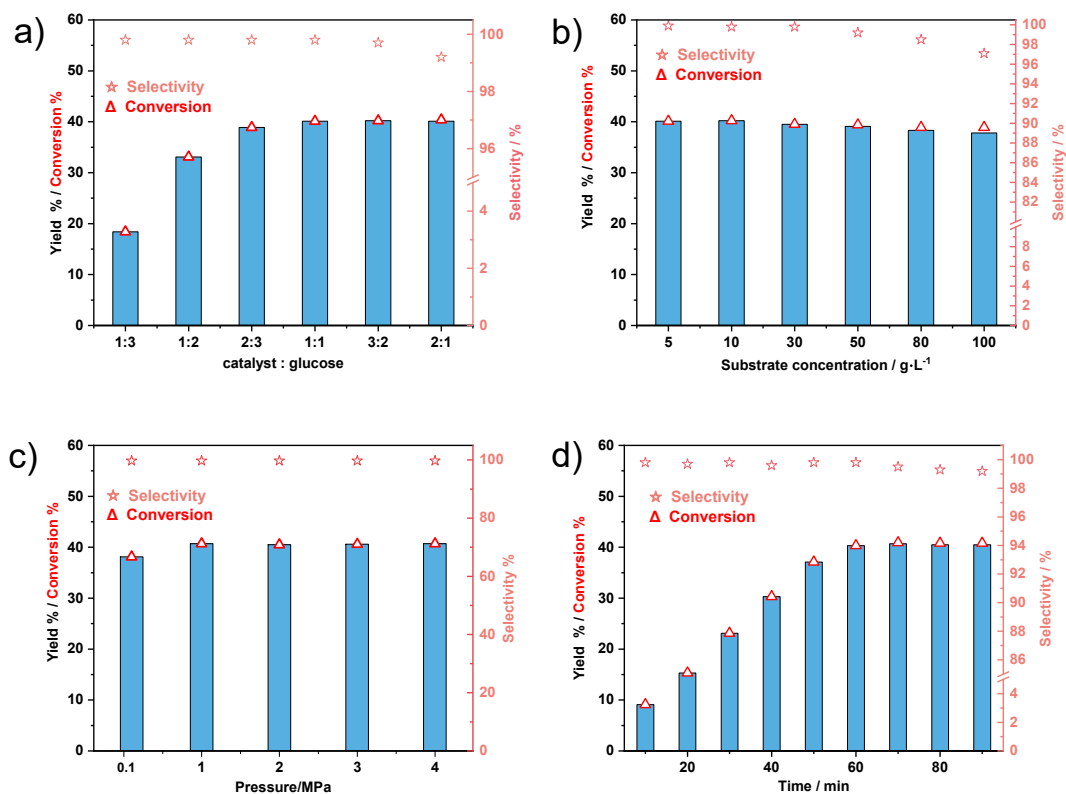 a)
Yield % / Conversion %
60
50
40
30
20
10
0
Selectivity
Conversion
100
98
96
4
2
0
Selectivity / %
1:3 1:2 2:3 1:1 3:2 2:1
catalyst : glucose
b)
Yield % / Conversion %
60
50
40
30
20
10
0
Selectivity
Conversion
100
98
96
94
92
90
88
86
84
82
8
6
4
2
0
Selectivity / %
5 10 30 50 80 100
Substrate concentration / g·L⁻¹
c)
Yield % / Conversion %
60
50
40
30
20
10
0
Selectivity
Conversion
100
80
60
40
20
0
Selectivity %
0.1 1 2 3 4
Pressure/MPa
d)
Yield % / Conversion %
60
50
40
30
20
10
0
Selectivity
Conversion
100
98
96
94
92
90
88
86
4
2
0
Selectivity / %
20 40 60 80
Time / min